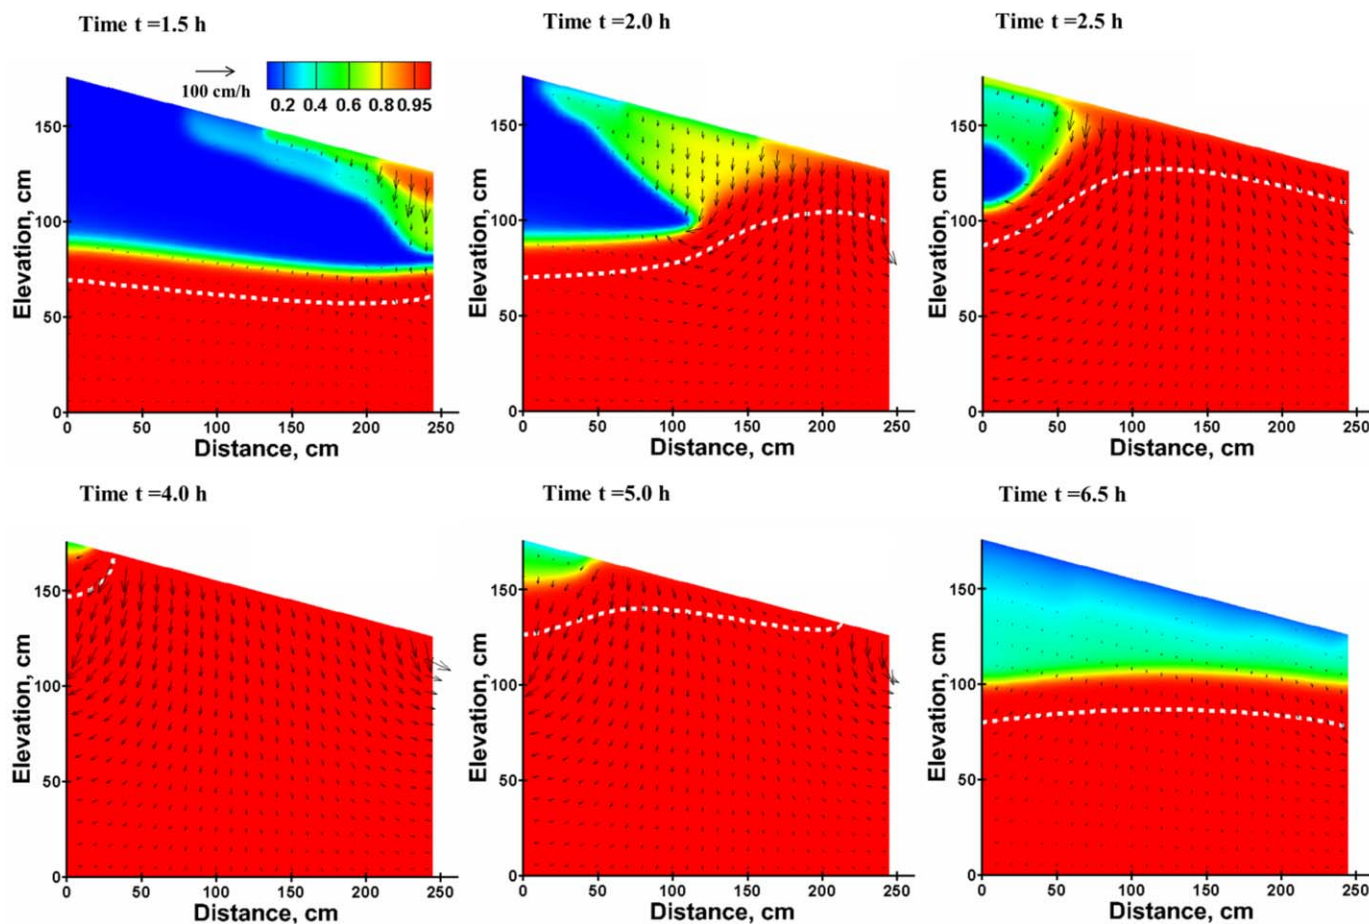 Time t =1.5 h
Time t =2.0 h
Time t =2.5 h
100 cm/h
0.2 0.4 0.6 0.8 0.95
Elevation, cm
150
100
50
0
0 50 100 150 200 250
Distance, cm
Elevation, cm
150
100
50
0
0 50 100 150 200 250
Distance, cm
Elevation, cm
150
100
50
0
0 50 100 150 200 250
Distance, cm
Time t =4.0 h
Time t =5.0 h
Time t =6.5 h
Elevation, cm
150
100
50
0
0 50 100 150 200 250
Distance, cm
Elevation, cm
150
100
50
0
0 50 100 150 200 250
Distance, cm
Elevation, cm
150
100
50
0
0 50 100 150 200 250
Distance, cm